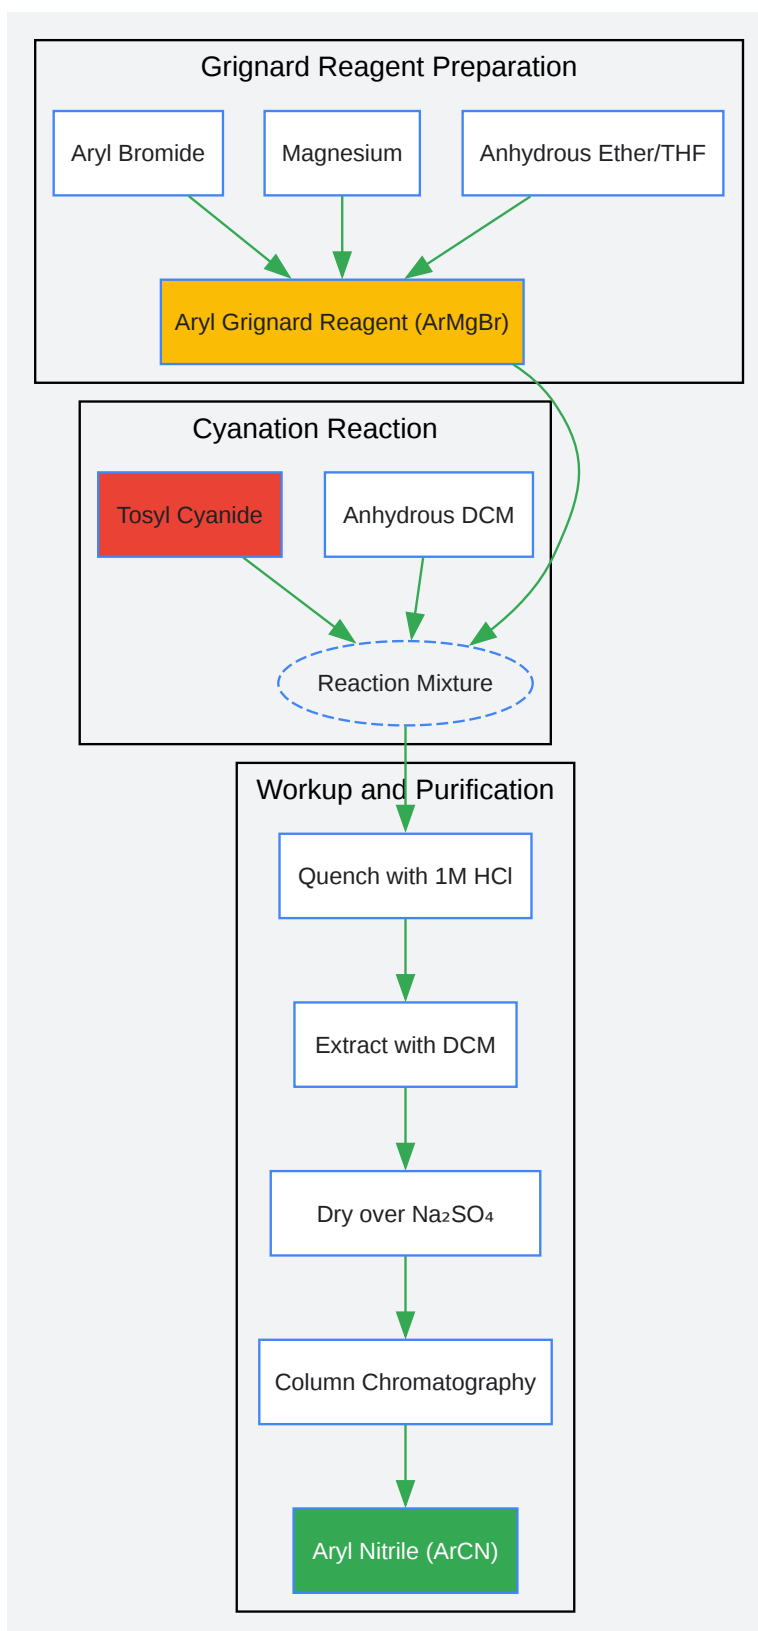 Grignard Reagent Preparation
Aryl Bromide
Magnesium
Anhydrous Ether/THF
Aryl Grignard Reagent (ArMgBr)
Cyanation Reaction
Tosyl Cyanide
Anhydrous DCM
Reaction Mixture
Workup and Purification
Quench with 1M HCl
Extract with DCM
Dry over Na₂SO₄
Column Chromatography
Aryl Nitrile (ArCN)